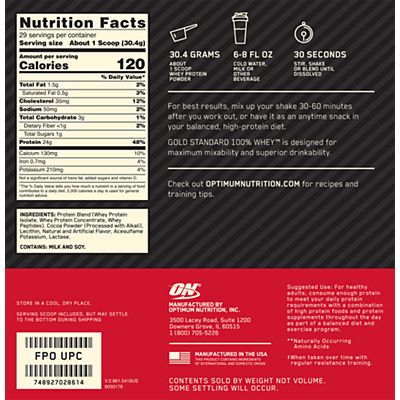 Nutrition Facts
29 servings per container
Serving size About 1 Scoop (30.4g)
Amount per serving
Calories 120
% Daily Value*
Total Fat 1.5g 2%
Saturated Fat 0.5g 3%
Cholesterol 35mg 12%
Sodium 50mg 2%
Total Carbohydrate 3g 1%
Dietary Fiber <1g 2%
Total Sugars 1g
Protein 24g 48%
Calcium 130mg 10%
Iron 0.7mg 4%
Potassium 210mg 4%
Not a significant source of trans fat, added sugars and vitamin D.
*The % Daily Value tells you how much a nutrient in a serving of food
contributes to a daily diet. 2,000 calories a day is used for general
nutrition advice.
INGREDIENTS: Protein Blend (Whey Protein
Isolate, Whey Protein Concentrate, Whey
Peptides), Cocoa Powder (Processed with Alkali),
Lecithin, Natural and Artificial Flavor, Acesulfame
Potassium, Lactase.
CONTAINS: MILK AND SOY.
30.4 GRAMS
ABOUT
1 SCOOP
WHEY PROTEIN
POWDER
6-8 FL OZ
COLD WATER,
MILK OR
OTHER
BEVERAGE
30 SECONDS
STIR, SHAKE
OR BLEND UNTIL
DISSOLVED
For best results, mix up your shake 30-60 minutes
after you work out, or have it as an anytime snack in
your balanced, high-protein diet.
GOLD STANDARD 100% WHEY™ is designed for
maximum mixability and superior drinkability.
Check out OPTIMUMNUTRITION.COM for recipes and
training tips.
STORE IN A COOL, DRY PLACE.
SERVING SCOOP INCLUDED, BUT MAY SETTLE
TO THE BOTTOM DURING SHIPPING.
FPO UPC
748927028614
V.2.861.0418US
6050178
ON
MANUFACTURED BY
OPTIMUM NUTRITION, INC.
3500 Lacey Road, Suite 1200
Downers Grove, IL 60515
1 (800) 705-5226
MANUFACTURED IN THE USA
THIS PRODUCT CONTAINS INGREDIENTS
OF INTERNATIONAL AND DOMESTIC ORIGIN
CONTENTS SOLD BY WEIGHT NOT VOLUME.
SOME SETTLING WILL OCCUR.
Suggested Use: For healthy
adults, consume enough protein
to meet your daily protein
requirements with a combination
of high protein foods and protein
supplements throughout the day
as part of a balanced diet and
exercise program.
**Naturally Occurring
Amino Acids
†When taken over time with
regular resistance training.